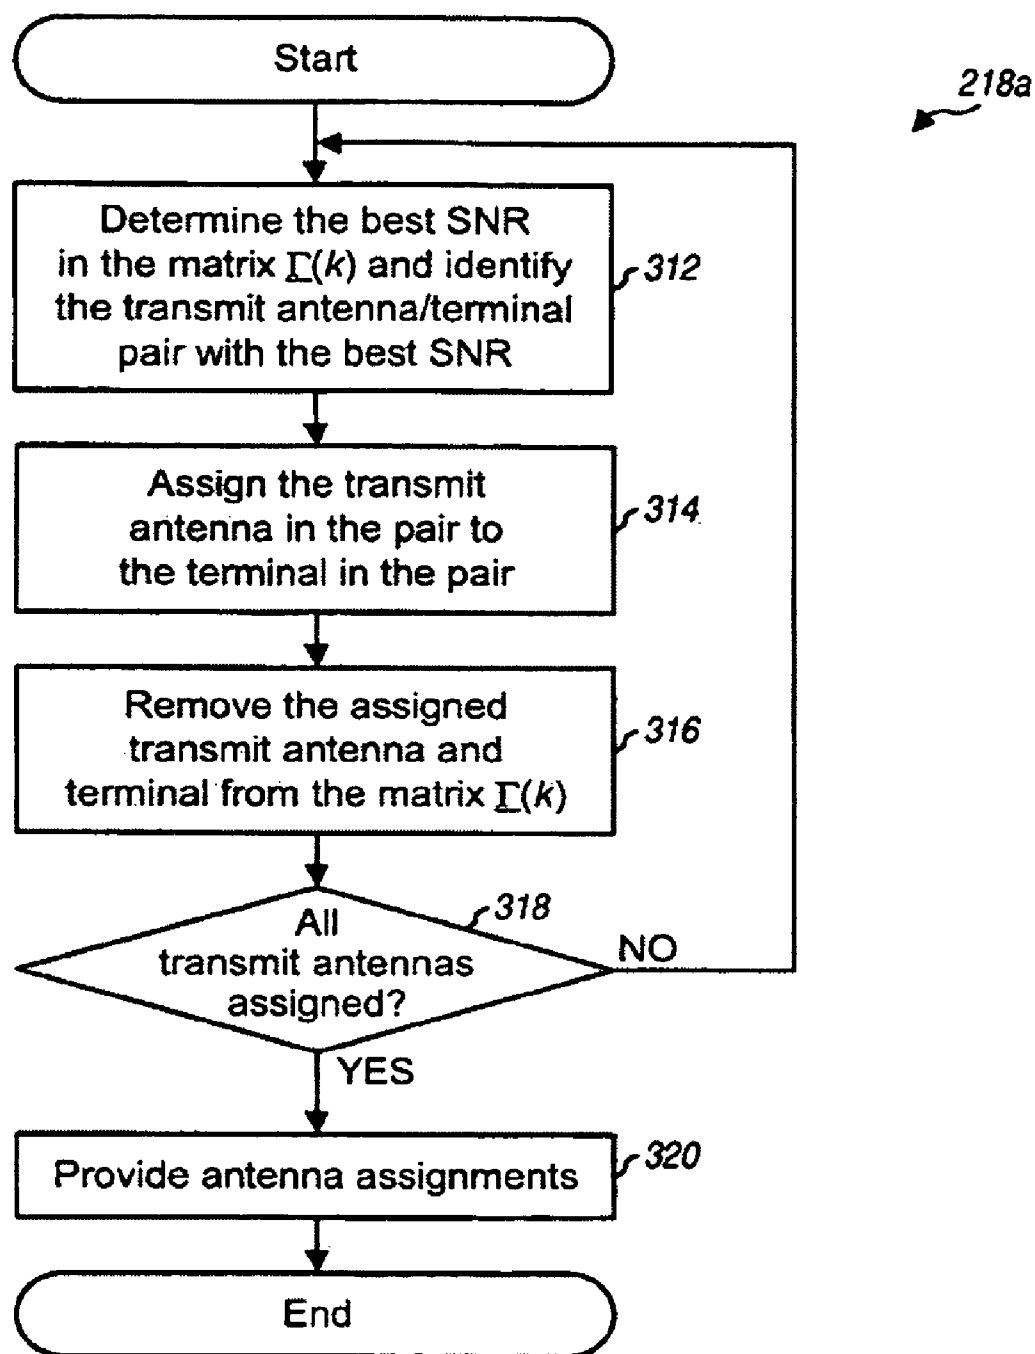 Start
218a
Determine the best SNR
in the matrix Γ(k) and identify
the transmit antenna/terminal
pair with the best SNR
312
Assign the transmit
antenna in the pair to
the terminal in the pair
314
Remove the assigned
transmit antenna and
terminal from the matrix Γ(k)
316
All
transmit antennas
assigned?
318
NO
YES
Provide antenna assignments
320
End